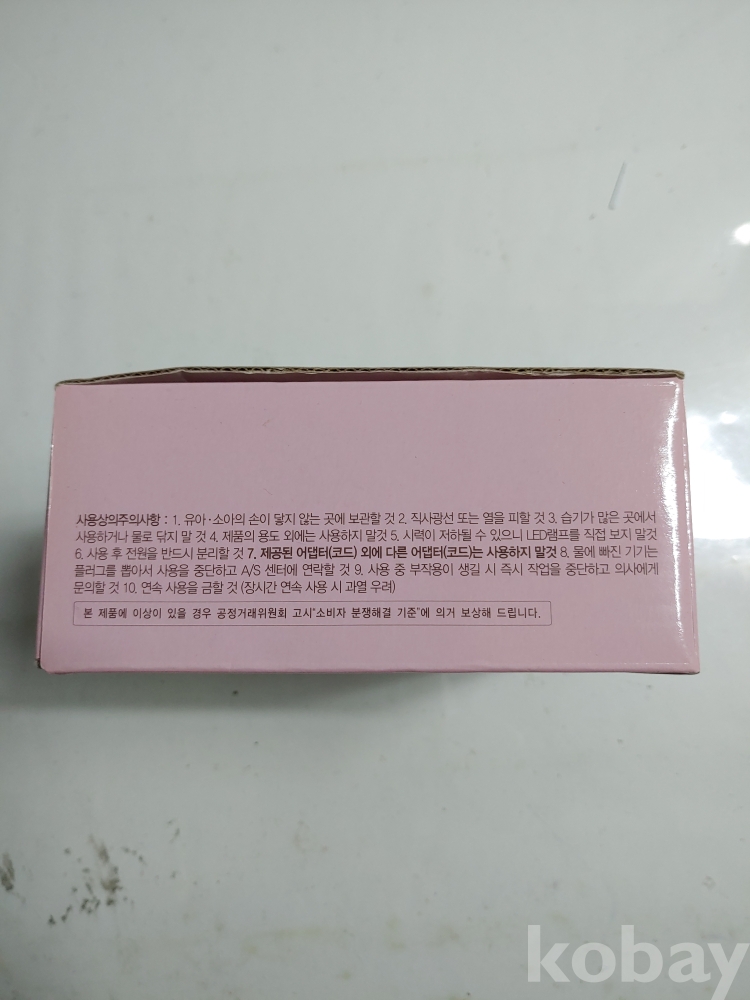 사용상의주의사항 : 1. 유아·소아의 손이 닿지 않는 곳에 보관할 것 2. 직사광선 또는 열을 피할 것 3. 습기가 많은 곳에서
사용하거나 물로 닦지 말 것 4. 제품의 용도 외에는 사용하지 말것 5. 시력이 저하될 수 있으니 LED램프를 직접 보지 말것
6. 사용 후 전원을 반드시 분리할 것 7. 제공된 어댑터(코드) 외에 다른 어댑터(코드)는 사용하지 말것 8. 물에 빠진 기기는
플러그를 뽑아서 사용을 중단하고 A/S 센터에 연락할 것 9. 사용 중 부작용이 생길 시 즉시 작업을 중단하고 의사에게
문의할 것 10. 연속 사용을 금할 것 (장시간 연속 사용 시 과열 우려)
본 제품에 이상이 있을 경우 공정거래위원회 고시"소비자 분쟁해결 기준"에 의거 보상해 드립니다.
kobay